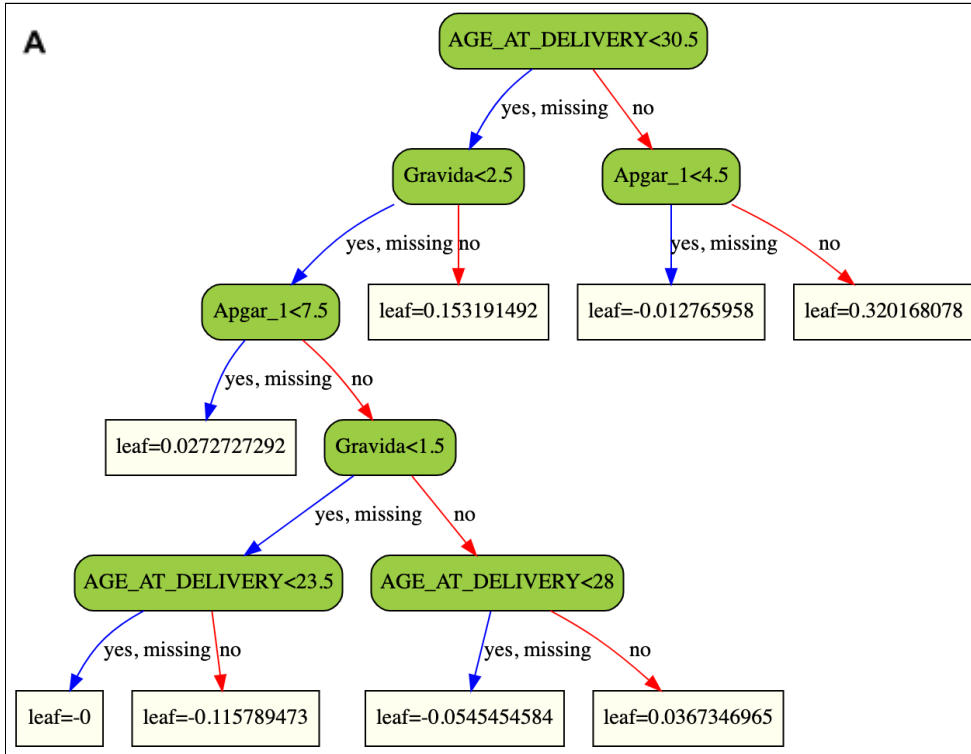 A
AGE_AT_DELIVERY<30.5
yes, missing
no
Gravida<2.5
Apgar_1<4.5
yes, missing
no
yes, missing
no
Apgar_1<7.5
leaf=0.153191492
leaf=-0.012765958
leaf=0.320168078
yes, missing
no
leaf=0.0272727292
Gravida<1.5
yes, missing
no
AGE_AT_DELIVERY<23.5
AGE_AT_DELIVERY<28
yes, missing
no
yes, missing
no
leaf=-0
leaf=-0.115789473
leaf=-0.0545454584
leaf=0.0367346965